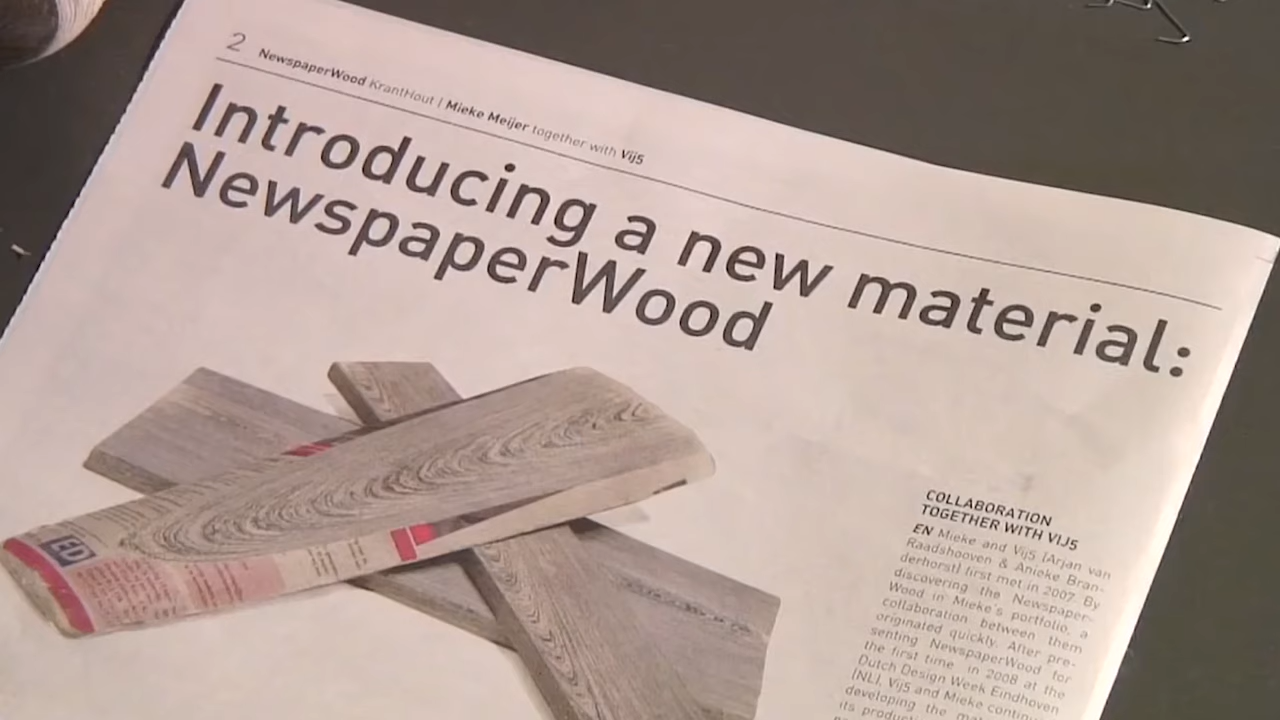 2 NewspaperWood KrantHout | Mieke Meijer together with Vij5
Introducing a new material:
NewspaperWood
ED
COLLABORATION
TOGETHER WITH VIJ5
EN Mieke and Vij5 (Arjan van
Raadshooven & Anieke Bran-
derhorst) first met in 2007. By
discovering the Newspaper-
Wood in Mieke's portfolio, a
collaboration between them
originated quickly. After pre-
senting NewspaperWood for
the first time in 2008 at the
Dutch Design Week Eindhoven
(NL), Vij5 and Mieke continue
developing the
its